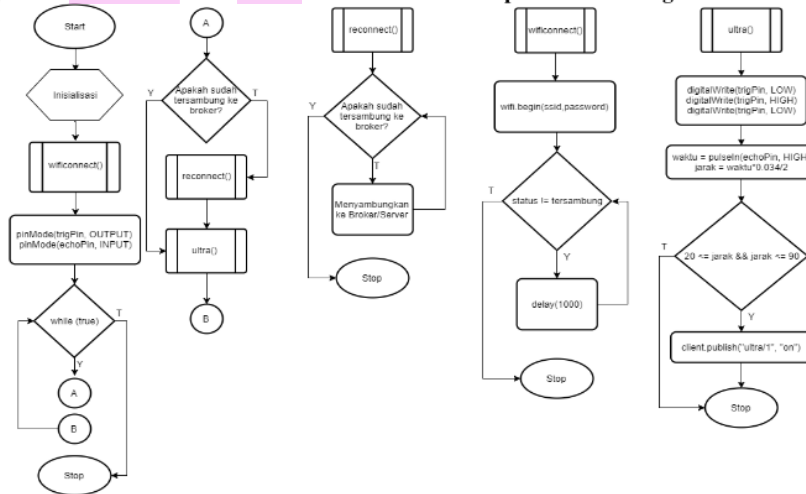 Start
Inisialisasi
wificonnect()
pinMode(trigPin, OUTPUT)
pinMode(echoPin, INPUT)
while (true)
T
Y
A
B
Stop
A
Y
T
Apakah sudah
tersambung ke
broker?
reconnect()
ultra()
B
reconnect()
Y
Apakah sudah
tersambung ke
broker?
T
Menyambungkan
ke Broker/Server
Stop
wificonnect()
wifi.begin(ssid,password)
T
status != tersambung
Y
delay(1000)
Stop
ultra()
digitalWrite(trigPin, LOW)
digitalWrite(trigPin, HIGH)
digitalWrite(trigPin, LOW)
waktu = pulseIn(echoPin, HIGH
jarak = waktu*0.034/2
T
20 <= jarak && jarak <= 90
Y
client.publish("ultra/1", "on")
Stop